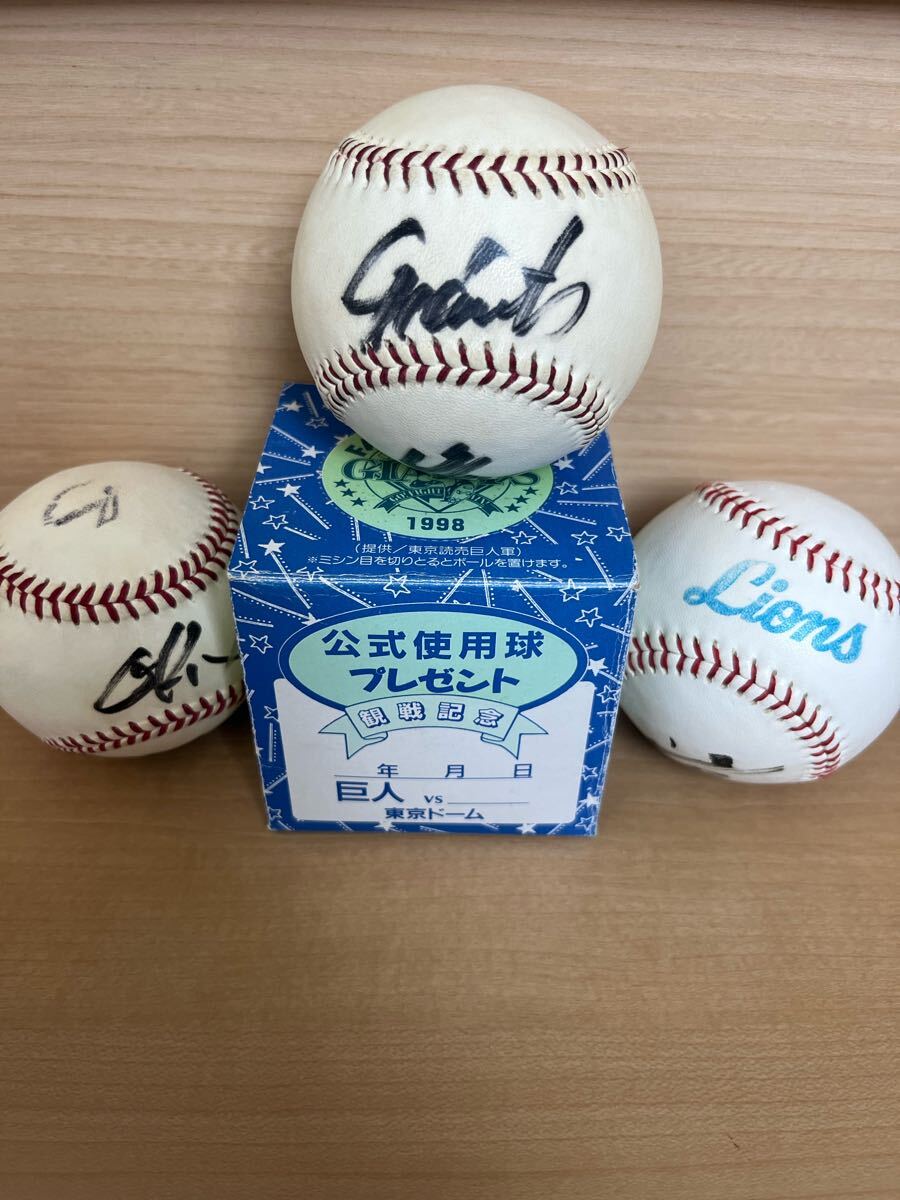 Giants
GIANTS
1998
（提供／東京読売巨人軍）
※ミシン目を切りとるとボールを置けます。
公式使用球
プレゼント
観戦記念
年 月 日
巨人 vs
東京ドーム
Lions